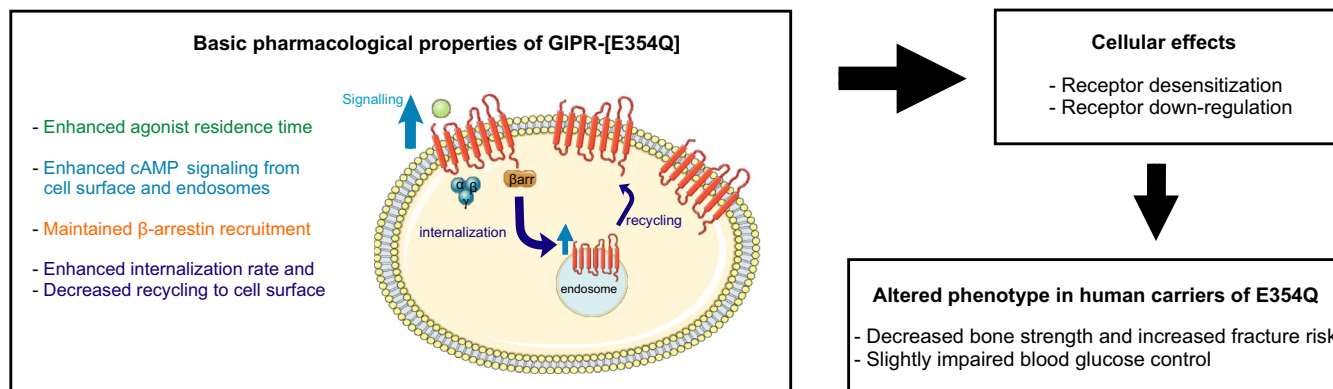 Basic pharmacological properties of GIPR-[E354Q]
- Enhanced agonist residence time
- Enhanced cAMP signaling from
cell surface and endosomes
- Maintained β-arrestin recruitment
- Enhanced internalization rate and
- Decreased recycling to cell surface
Signalling
α β
γ
βarr
internalization
recycling
endosome
Cellular effects
- Receptor desensitization
- Receptor down-regulation
Altered phenotype in human carriers of E354Q
- Decreased bone strength and increased fracture risk
- Slightly impaired blood glucose control